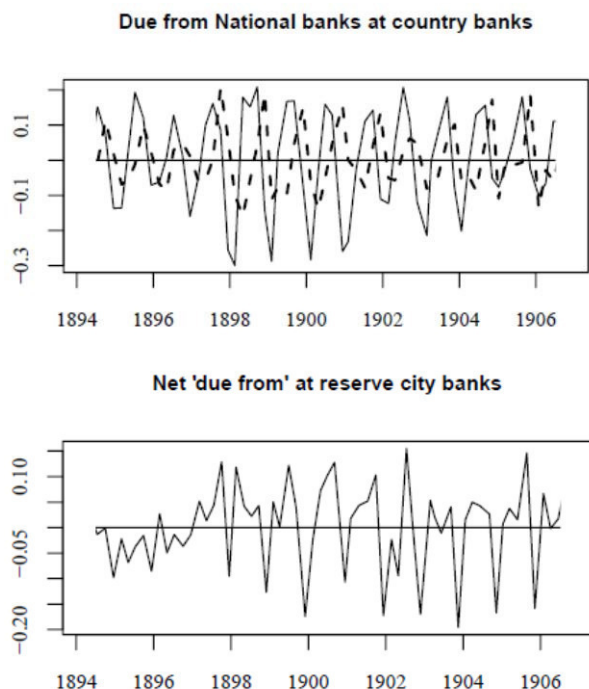 Due from National banks at country banks
0.1
-0.1
-0.3
1894 1896 1898 1900 1902 1904 1906
Net 'due from' at reserve city banks
0.10
-0.05
-0.20
1894 1896 1898 1900 1902 1904 1906